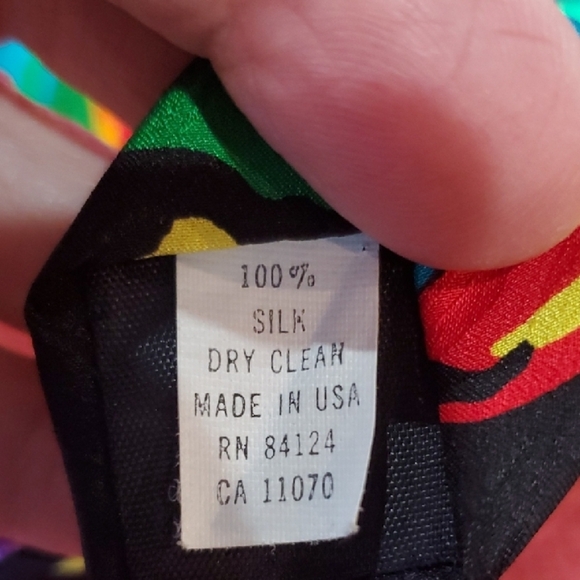 100%
SILK
DRY CLEAN
MADE IN USA
RN 84124
CA 11070